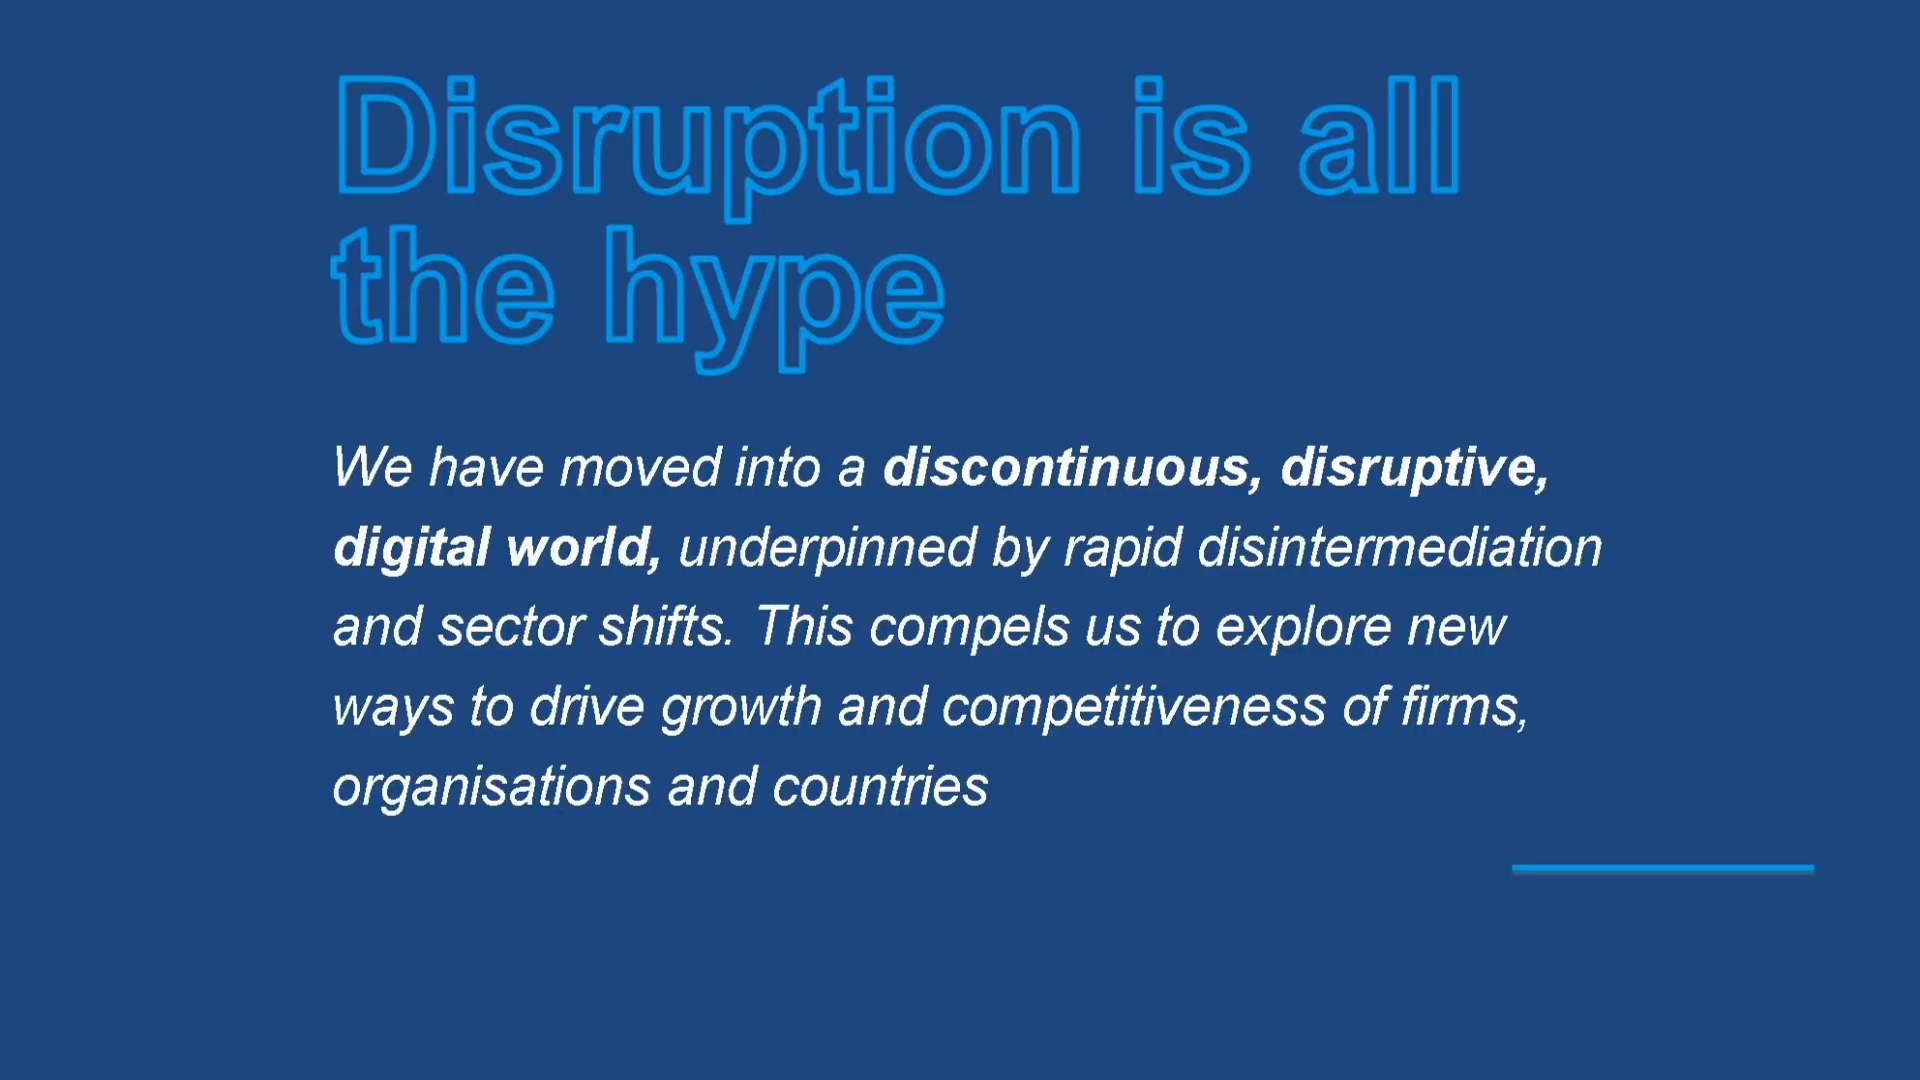 Disruption is all
the hype
We have moved into a discontinuous, disruptive,
digital world, underpinned by rapid disintermediation
and sector shifts. This compels us to explore new
ways to drive growth and competitiveness of firms,
organisations and countries